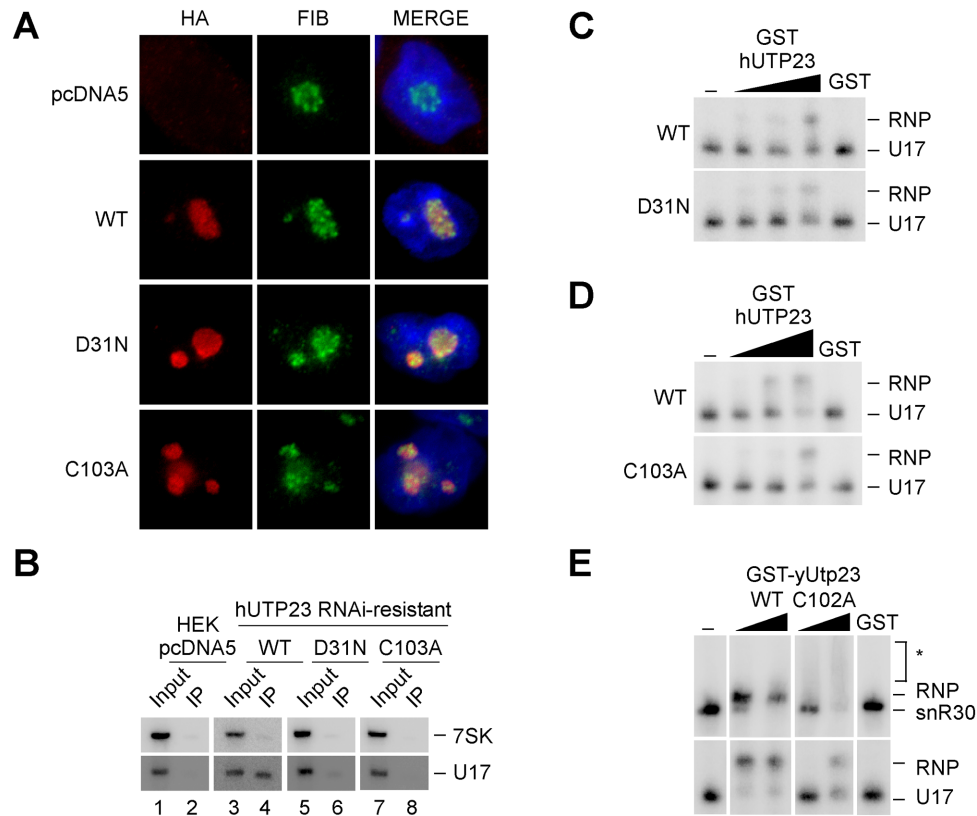 A
HA FIB MERGE
pcDNA5
WT
D31N
C103A
B
hUTP23 RNAi-resistant
HEK
pcDNA5 WT D31N C103A
Input IP Input IP Input IP Input IP
7SK
U17
1 2 3 4 5 6 7 8
C
GST
hUTP23
– GST
WT
RNP
U17
D31N
RNP
U17
D
GST
hUTP23
– GST
WT
RNP
U17
C103A
RNP
U17
E
GST-yUtp23
WT C102A
– GST
*
RNP
snR30
RNP
U17